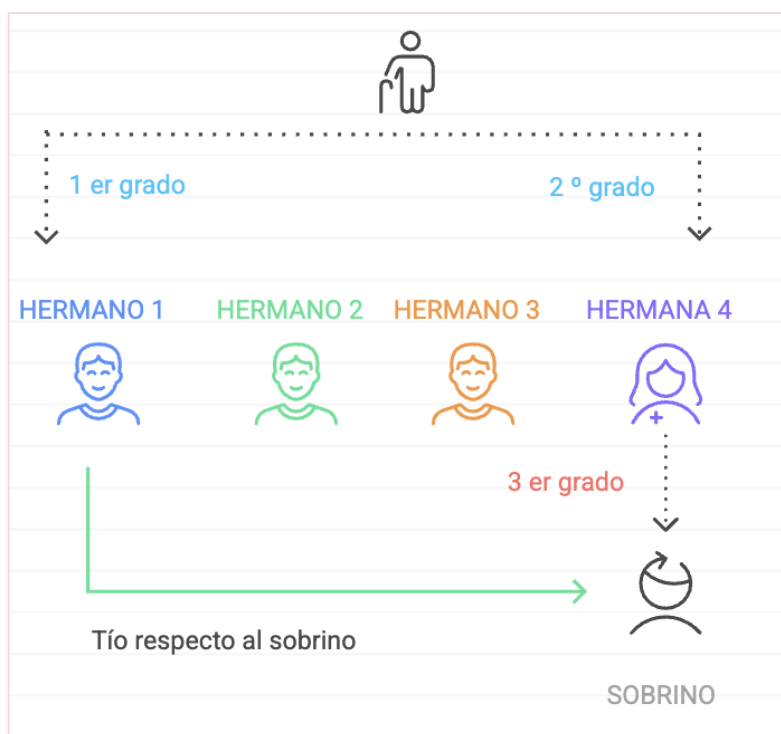 1 er grado
2 º grado
HERMANO 1
HERMANO 2
HERMANO 3
HERMANA 4
3 er grado
Tío respecto al sobrino
SOBRINO